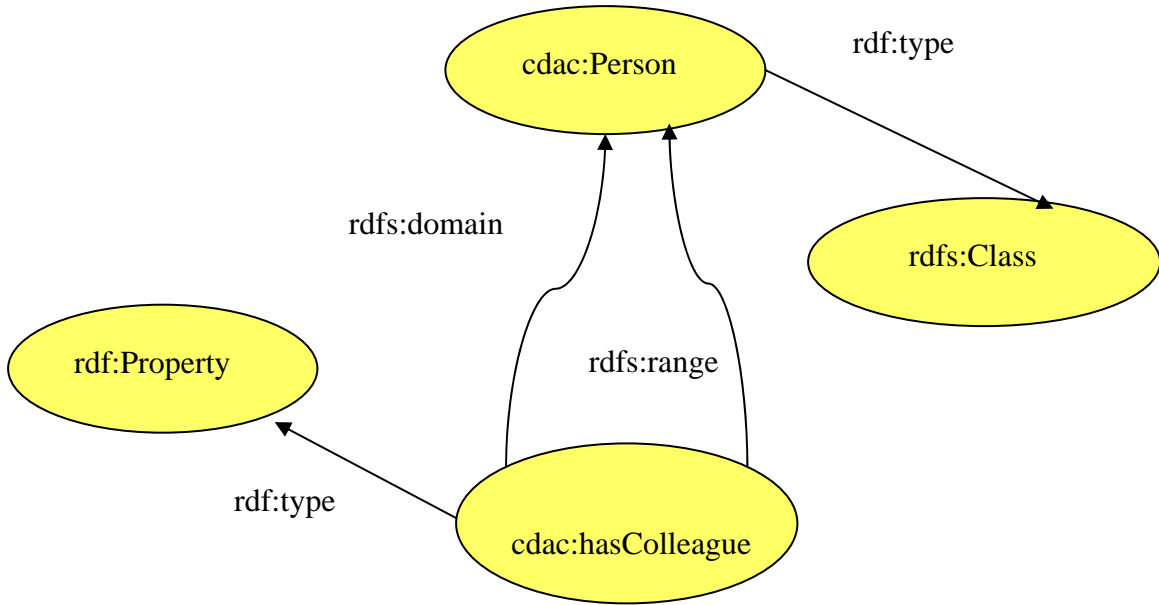 rdf:type
cdac:Person
rdfs:domain
rdfs:Class
rdf:Property
rdfs:range
rdf:type
cdac:hasColleague